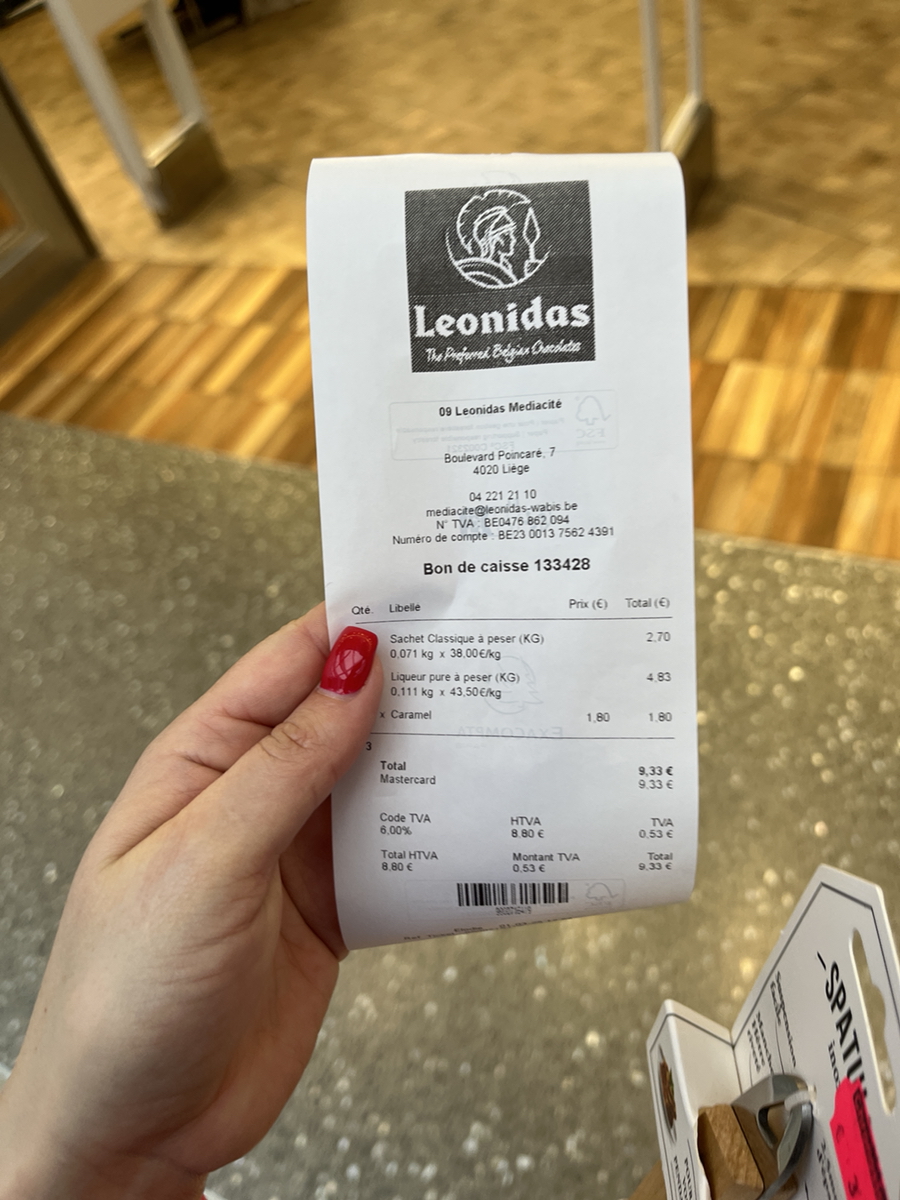 Leonidas
The Preferred Belgian Chocolates
09 Leonidas Mediacité
Boulevard Poincaré, 7
4020 Liège
04 221 21 10
mediacite@leonidas-wabis.be
N° TVA : BE0476 862 094
Numéro de compte : BE23 0013 7562 4391
Bon de caisse 133428
Qté. Libellé Prix (€) Total (€)
Sachet Classique à peser (KG) 2,70
0,071 kg x 38,00€/kg
Liqueur pure à peser (KG) 4,83
0,111 kg x 43,50€/kg
x Caramel 1,80 1,80
3
Total 9,33 €
Mastercard 9,33 €
Code TVA HTVA TVA
6,00% 8,80 € 0,53 €
Total HTVA Montant TVA Total
8,80 € 0,53 € 9,33 €
FSC
EXACOMPTA